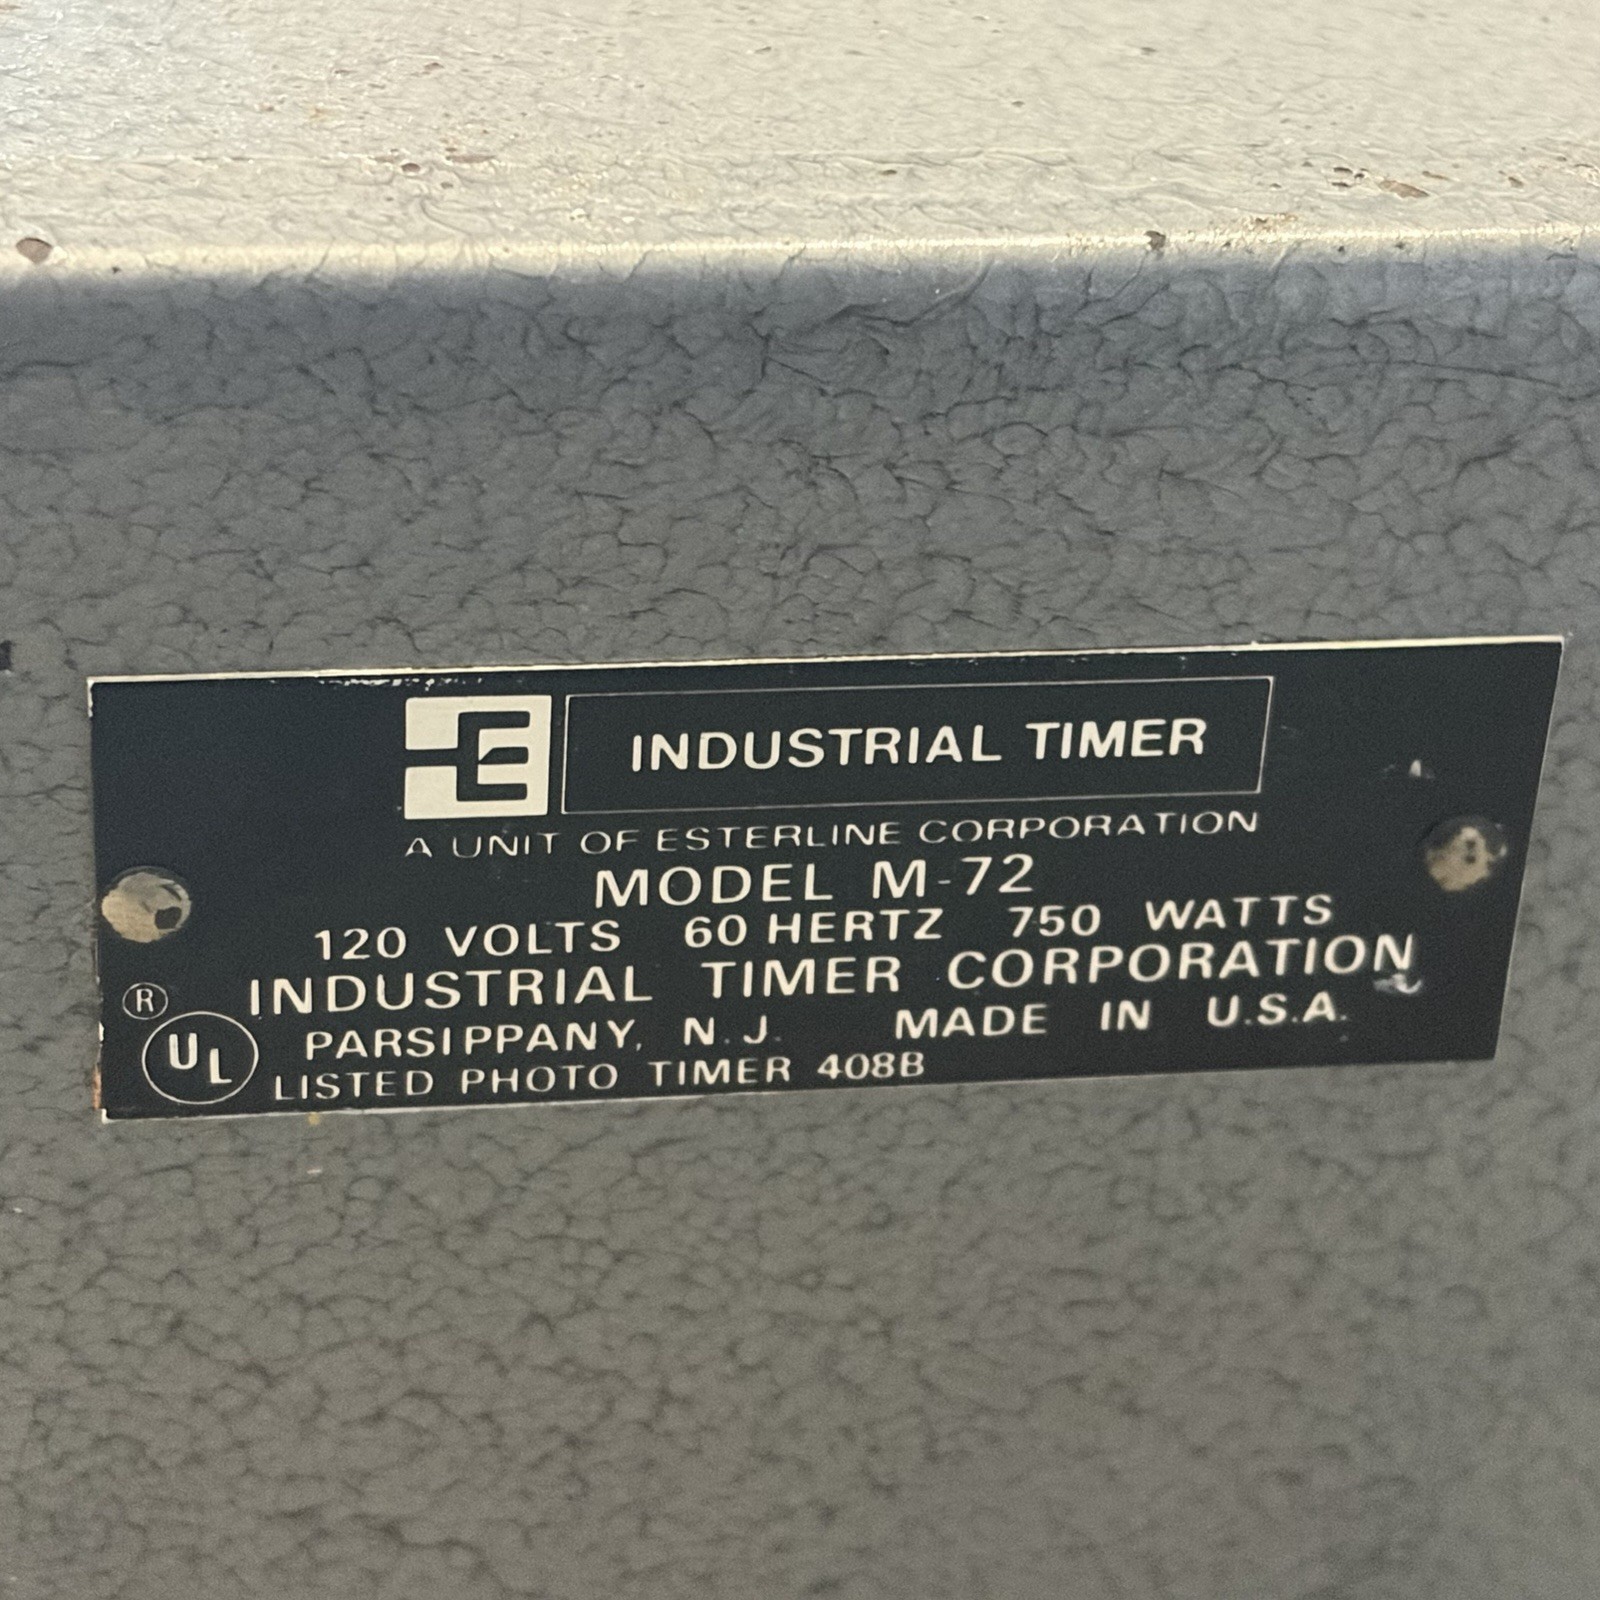 E INDUSTRIAL TIMER
A UNIT OF ESTERLINE CORPORATION
MODEL M-72
120 VOLTS 60 HERTZ 750 WATTS
INDUSTRIAL TIMER CORPORATION
PARSIPPANY, N.J. MADE IN U.S.A.
® UL LISTED PHOTO TIMER 408B